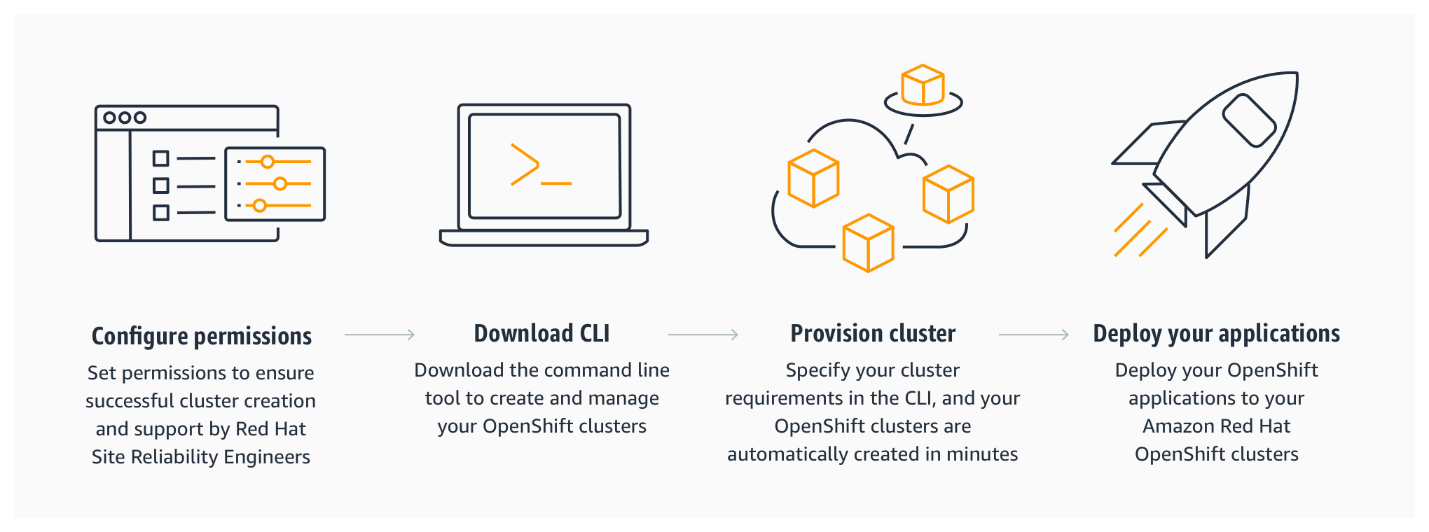 Configure permissions
Set permissions to ensure
successful cluster creation
and support by Red Hat
Site Reliability Engineers
Download CLI
Download the command line
tool to create and manage
your OpenShift clusters
Provision cluster
Specify your cluster
requirements in the CLI, and your
OpenShift clusters are
automatically created in minutes
Deploy your applications
Deploy your OpenShift
applications to your
Amazon Red Hat
OpenShift clusters